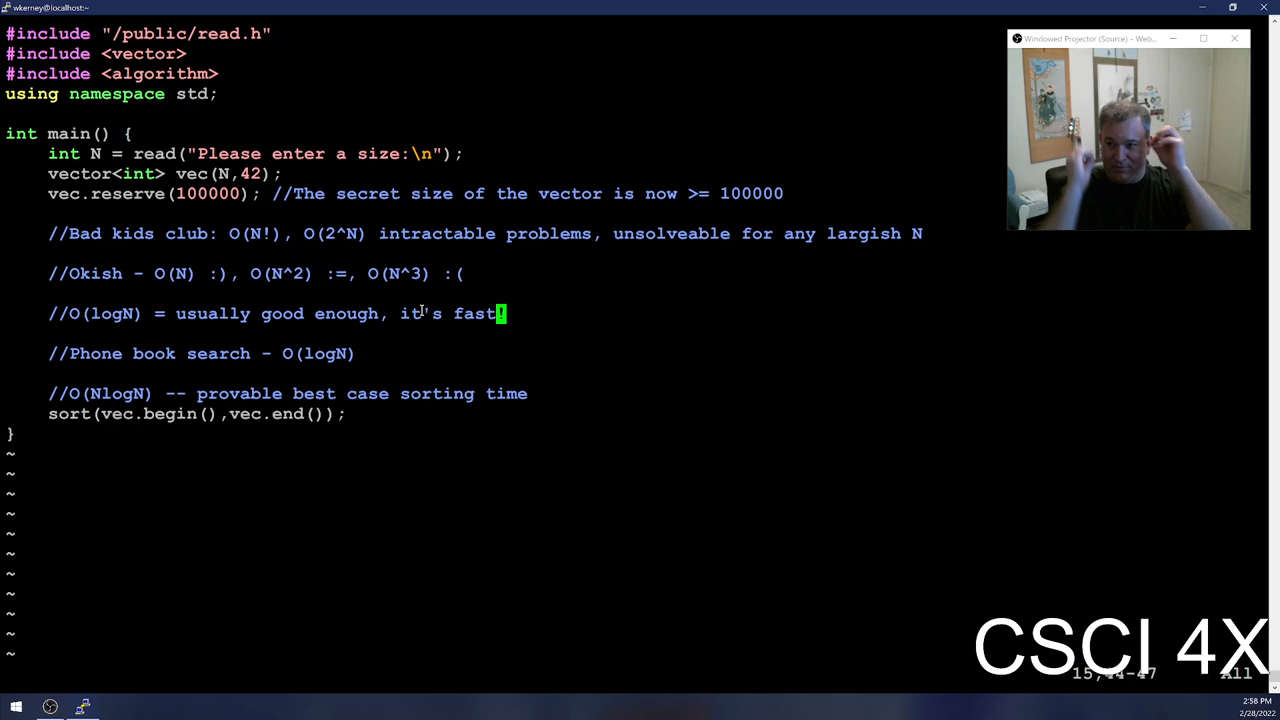 wkerney@localhost:~
#include "/public/read.h"
#include <vector>
#include <algorithm>
using namespace std;
int main() {
int N = read("Please enter a size:\n");
vector<int> vec(N,42);
vec.reserve(100000); //The secret size of the vector is now >= 100000
//Bad kids club: O(N!), O(2^N) intractable problems, unsolveable for any largish N
//Okish - O(N) :), O(N^2) :=, O(N^3) :(
//O(logN) = usually good enough, it's fast!
//Phone book search - O(logN)
//O(NlogN) -- provable best case sorting time
sort(vec.begin(),vec.end());
}
~
~
~
~
~
~
~
~
~
~
~
Windowed Projector (Source) - Web...
CSCI 4X
15,44-47 All
2:58 PM
2/28/2022